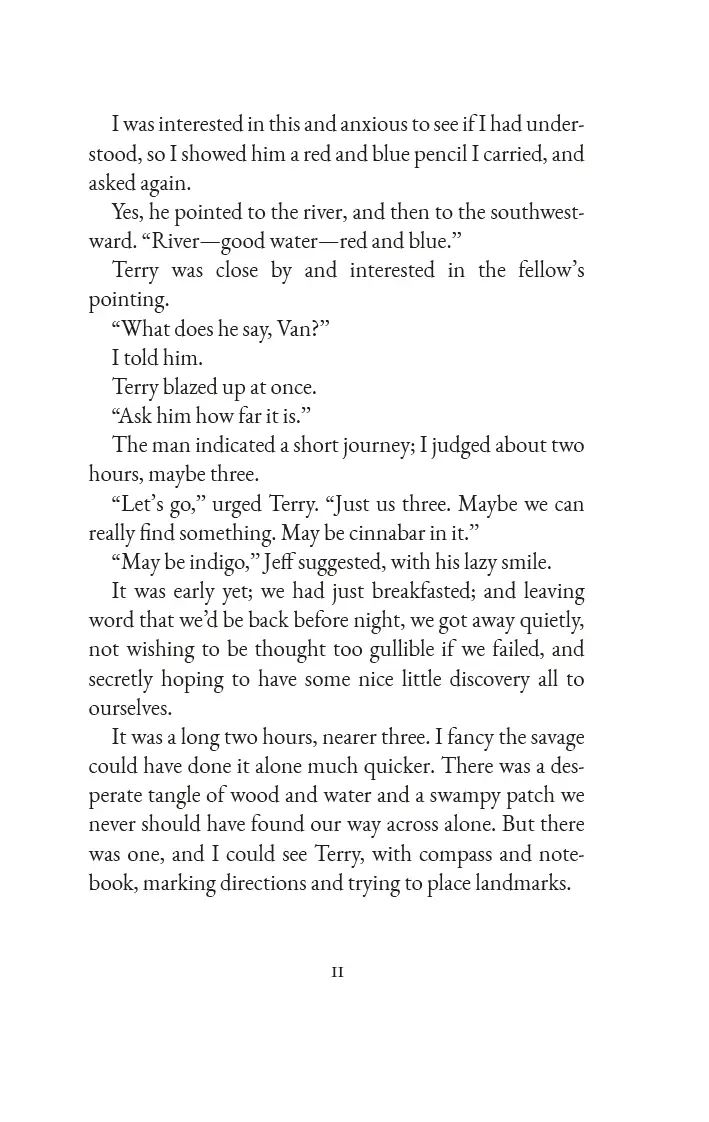 I was interested in this and anxious to see if I had under-
stood, so I showed him a red and blue pencil I carried, and
asked again.
Yes, he pointed to the river, and then to the southwest-
ward. “River—good water—red and blue.”
Terry was close by and interested in the fellow’s
pointing.
“What does he say, Van?”
I told him.
Terry blazed up at once.
“Ask him how far it is.”
The man indicated a short journey; I judged about two
hours, maybe three.
“Let’s go,” urged Terry. “Just us three. Maybe we can
really find something. May be cinnabar in it.”
“May be indigo,” Jeff suggested, with his lazy smile.
It was early yet; we had just breakfasted; and leaving
word that we’d be back before night, we got away quietly,
not wishing to be thought too gullible if we failed, and
secretly hoping to have some nice little discovery all to
ourselves.
It was a long two hours, nearer three. I fancy the savage
could have done it alone much quicker. There was a des-
perate tangle of wood and water and a swampy patch we
never should have found our way across alone. But there
was one, and I could see Terry, with compass and note-
book, marking directions and trying to place landmarks.
11